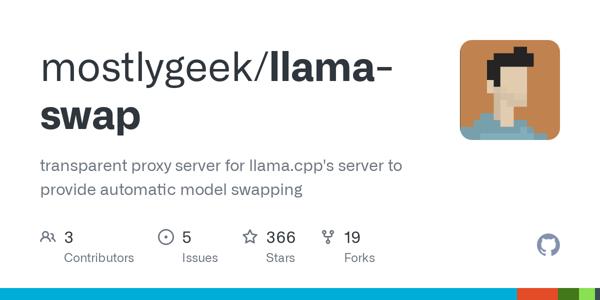 mostlygeek/llama-
swap
transparent proxy server for llama.cpp's server to
provide automatic model swapping
3 5 366 19
Contributors Issues Stars Forks